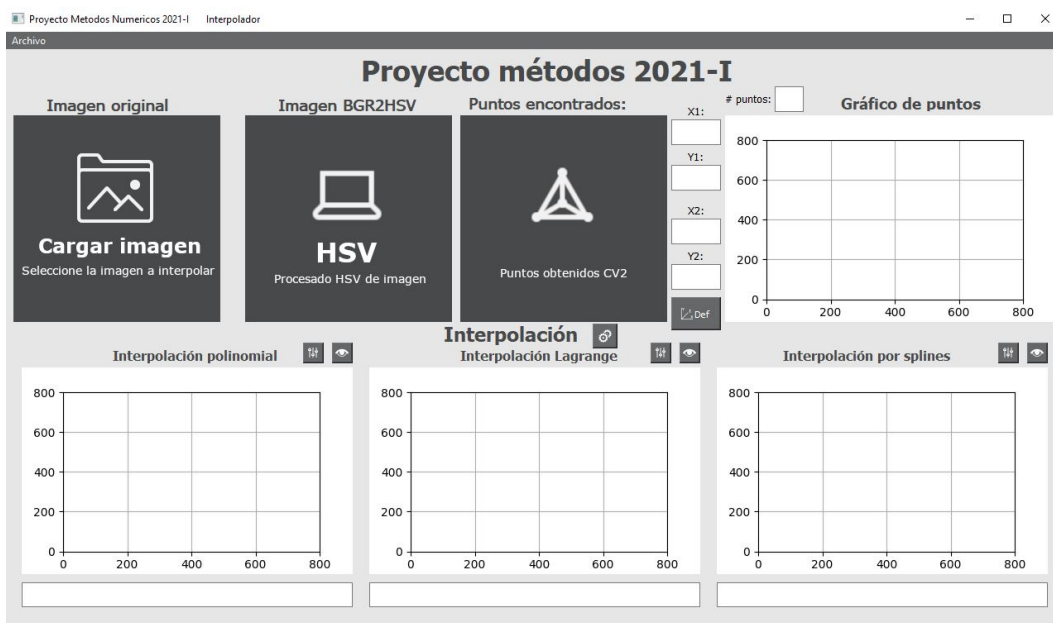 Proyecto Metodos Numericos 2021-I Interpolador
Archivo
Proyecto métodos 2021-I
Imagen original
Imagen BGR2HSV
Puntos encontrados:
X1:
# puntos:
Gráfico de puntos
Cargar imagen
Seleccione la imagen a interpolar
HSV
Procesado HSV de imagen
Puntos obtenidos CV2
Y1:
X2:
Y2:
Def
800
600
400
200
0
0 200 400 600 800
Interpolación
Interpolación polinomial
Interpolación Lagrange
Interpolación por splines
800
600
400
200
0
0 200 400 600 800
800
600
400
200
0
0 200 400 600 800
800
600
400
200
0
0 200 400 600 800